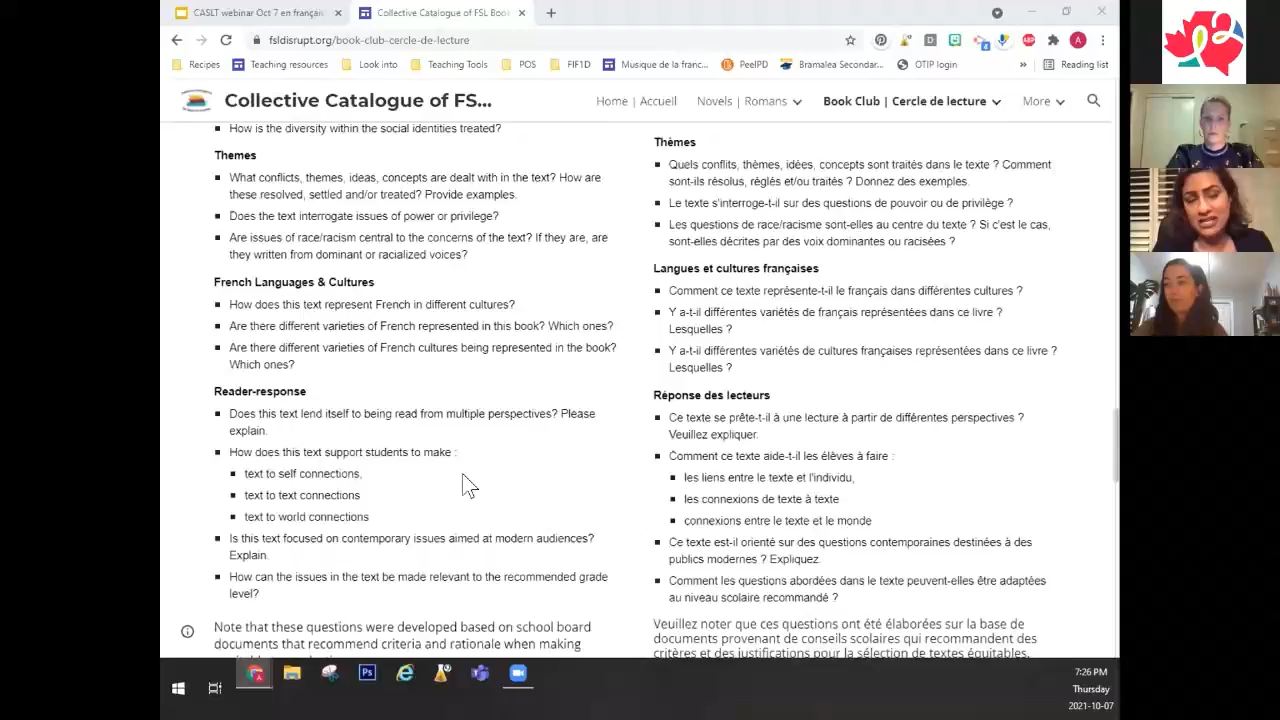 CASLT webinar Oct 7 en françai
Collective Catalogue of FSL Boo
fsldisrupt.org/book-club-cercle-de-lecture
Recipes
Teaching resources
Look into
Teaching Tools
POS
FIF1D
Musique de la franc...
PeelPD
Bramalea Secondar...
OTIP login
»
Reading list
Collective Catalogue of FS...
Home | Accueil
Novels | Romans
Book Club | Cercle de lecture
More
How is the diversity within the social identities treated?
Themes
What conflicts, themes, ideas, concepts are dealt with in the text? How are
these resolved, settled and/or treated? Provide examples.
Does the text interrogate issues of power or privilege?
Are issues of race/racism central to the concerns of the text? If they are, are
they written from dominant or racialized voices?
French Languages & Cultures
How does this text represent French in different cultures?
Are there different varieties of French represented in this book? Which ones?
Are there different varieties of French cultures being represented in the book?
Which ones?
Reader-response
Does this text lend itself to being read from multiple perspectives? Please
explain.
How does this text support students to make :
text to self connections,
text to text connections
text to world connections
Is this text focused on contemporary issues aimed at modern audiences?
Explain.
How can the issues in the text be made relevant to the recommended grade
level?
Note that these questions were developed based on school board
documents that recommend criteria and rationale when making
Thèmes
Quels conflits, thèmes, idées, concepts sont traités dans le texte ? Comment
sont-ils résolus, réglés et/ou traités ? Donnez des exemples.
Le texte s'interroge-t-il sur des questions de pouvoir ou de privilège ?
Les questions de race/racisme sont-elles au centre du texte ? Si c'est le cas,
sont-elles décrites par des voix dominantes ou racisées ?
Langues et cultures françaises
Comment ce texte représente-t-il le français dans différentes cultures ?
Y a-t-il différentes variétés de français représentées dans ce livre ?
Lesquelles ?
Y a-t-il différentes variétés de cultures françaises représentées dans ce livre ?
Lesquelles ?
Réponse des lecteurs
Ce texte se prête-t-il à une lecture à partir de différentes perspectives ?
Veuillez expliquer.
Comment ce texte aide-t-il les élèves à faire :
les liens entre le texte et l'individu,
les connexions de texte à texte
connexions entre le texte et le monde
Ce texte est-il orienté sur des questions contemporaines destinées à des
publics modernes ? Expliquez.
Comment les questions abordées dans le texte peuvent-elles être adaptées
au niveau scolaire recommandé ?
Veuillez noter que ces questions ont été élaborées sur la base de
documents provenant de conseils scolaires qui recommandent des
critères et des justifications pour la sélection de textes équitables.
7:26 PM
Thursday
2021-10-07